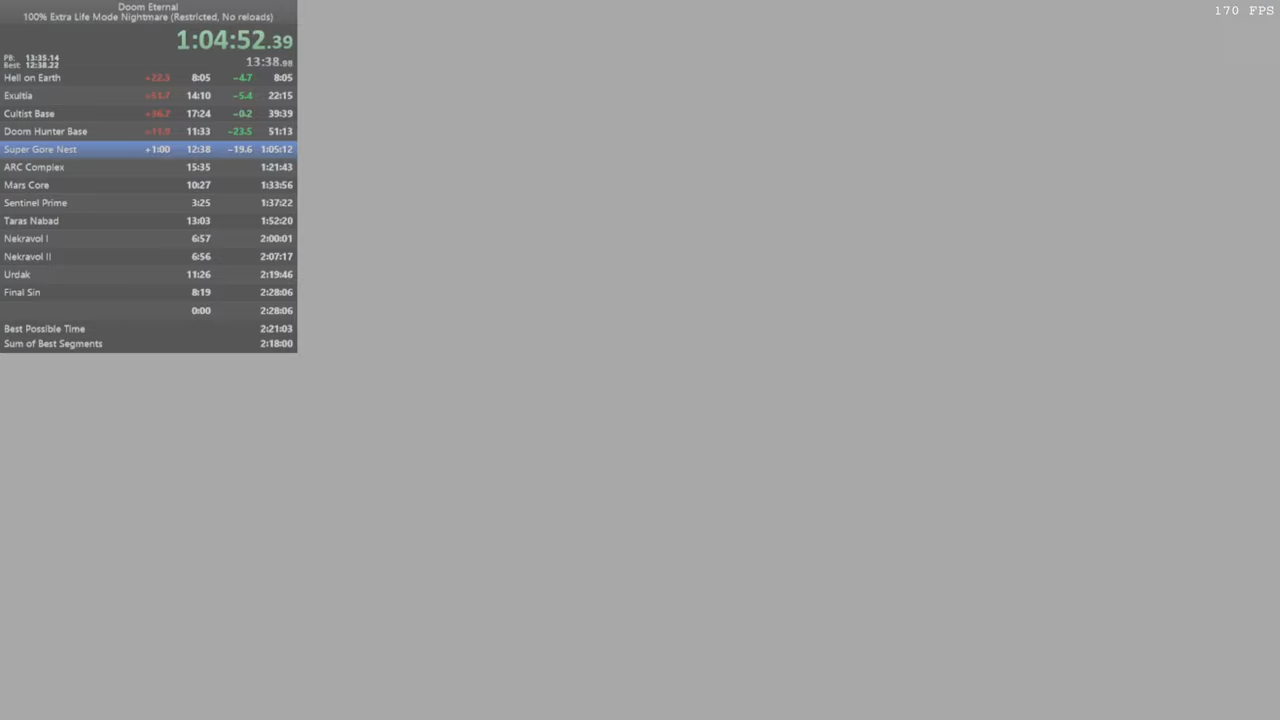 Doom Eternal
100% Extra Life Mode Nightmare (Restricted, No reloads)
170 FPS
1:04:52.39
PB: 13:35.14
Best: 12:38.22
13:38.98
Hell on Earth +22.3 8:05 −4.7 8:05
Exultia +51.7 14:10 −5.4 22:15
Cultist Base +36.7 17:24 −0.2 39:39
Doom Hunter Base 11:33 −23.5 51:13
Super Gore Nest +1:00 12:38 −19.6 1:05:12
ARC Complex 15:35 1:21:43
Mars Core 10:27 1:33:56
Sentinel Prime 3:25 1:37:22
Taras Nabad 13:03 1:52:20
Nekravol I 6:57 2:00:01
Nekravol II 6:56 2:07:17
Urdak 11:26 2:19:46
Final Sin 8:19 2:28:06
0:00 2:28:06
Best Possible Time 2:21:03
Sum of Best Segments 2:18:00